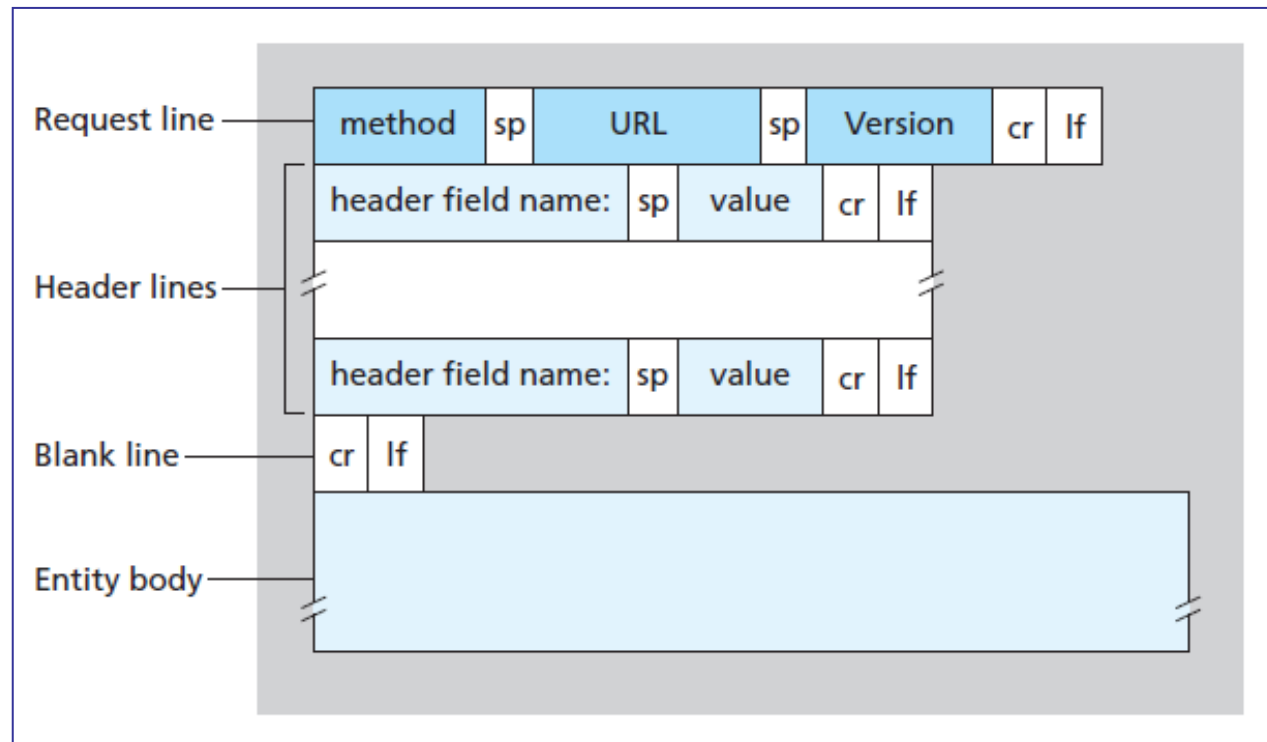 Request line method sp URL sp Version cr lf
header field name: sp value cr lf
Header lines
header field name: sp value cr lf
Blank line cr lf
Entity body